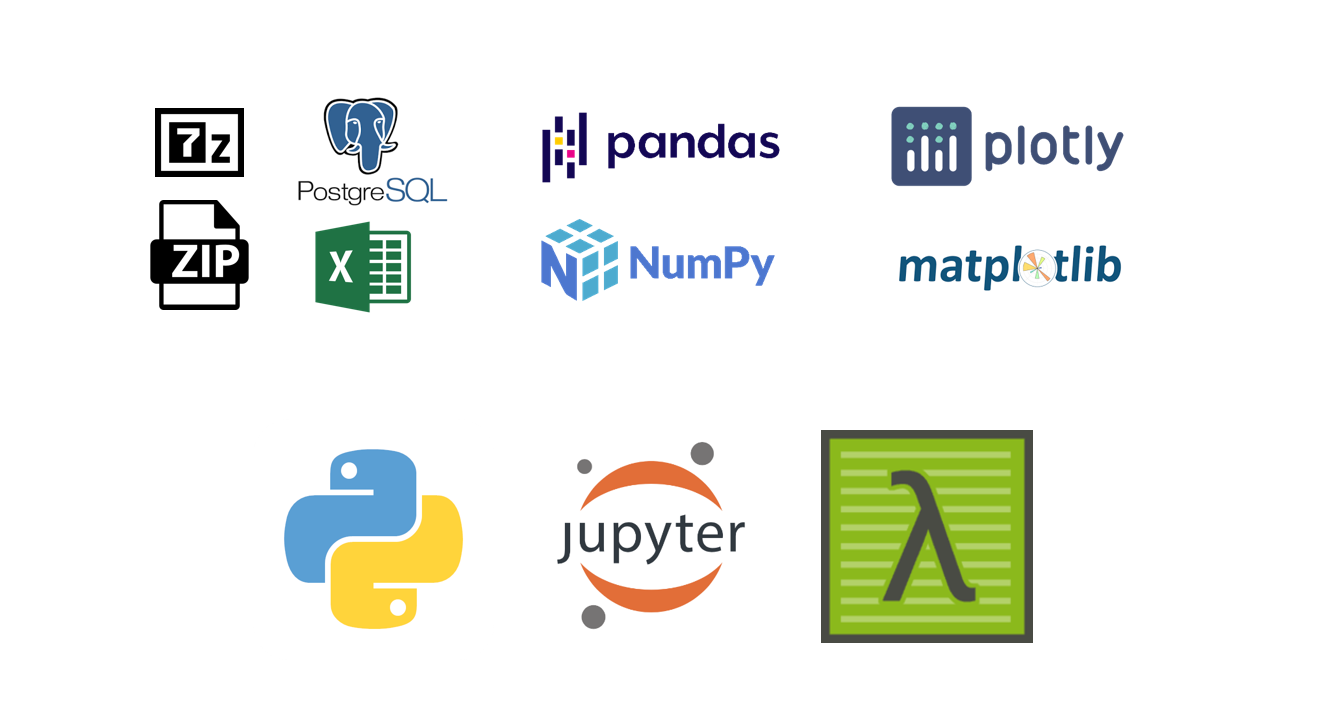 7z
PostgreSQL
pandas
plotly
ZIP
X
NumPy
matplotlib
jupyter
λ